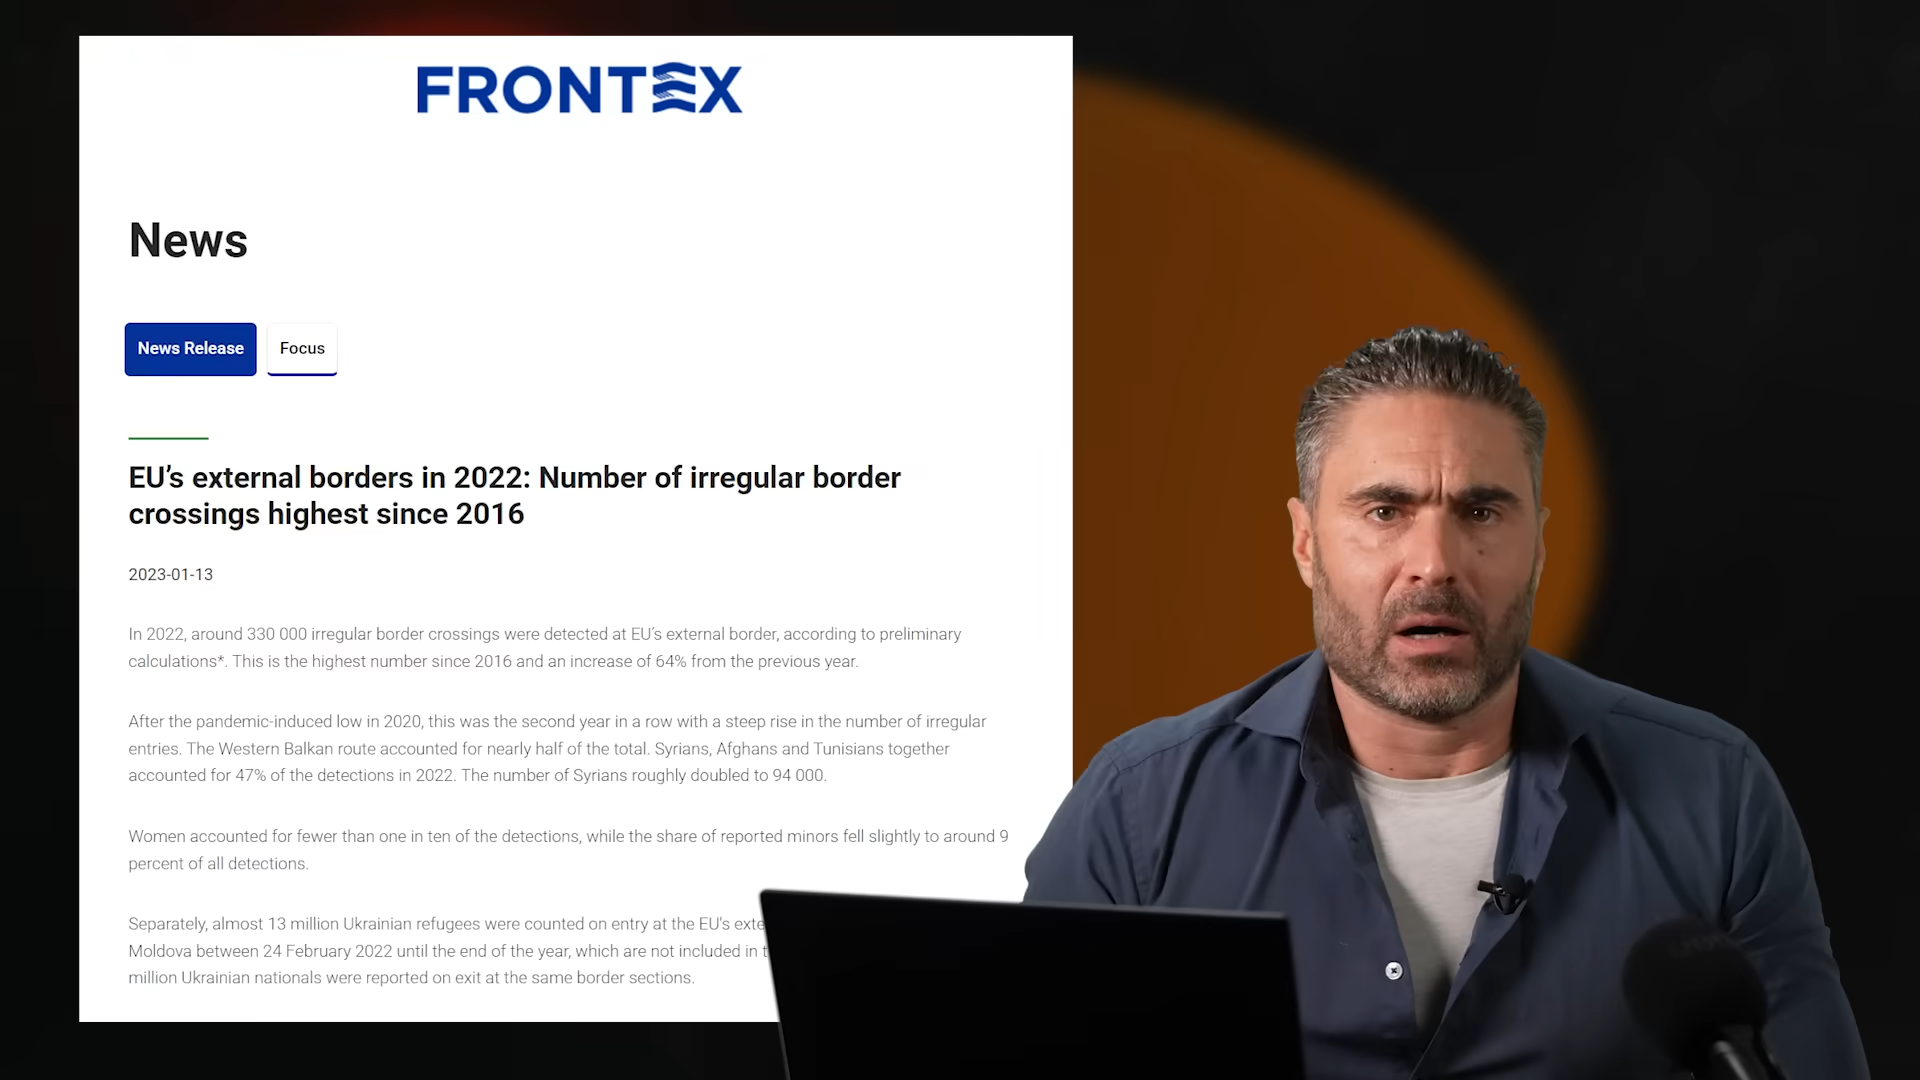 FRONTEX
News
News Release Focus
EU’s external borders in 2022: Number of irregular border
crossings highest since 2016
2023-01-13
In 2022, around 330 000 irregular border crossings were detected at EU’s external border, according to preliminary
calculations*. This is the highest number since 2016 and an increase of 64% from the previous year.
After the pandemic-induced low in 2020, this was the second year in a row with a steep rise in the number of irregular
entries. The Western Balkan route accounted for nearly half of the total. Syrians, Afghans and Tunisians together
accounted for 47% of the detections in 2022. The number of Syrians roughly doubled to 94 000.
Women accounted for fewer than one in ten of the detections, while the share of reported minors fell slightly to around 9
percent of all detections.
Separately, almost 13 million Ukrainian refugees were counted on entry at the EU's
Moldova between 24 February 2022 until the end of the year, which are not included in
million Ukrainian nationals were reported on exit at the same border sections.